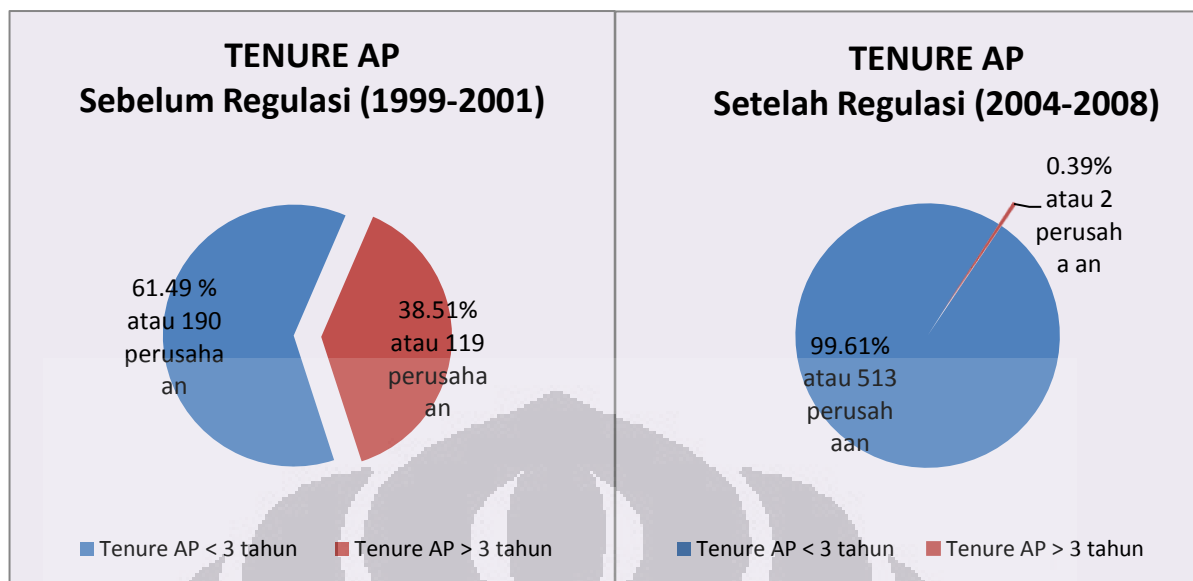 TENURE AP
Sebelum Regulasi (1999-2001)
61.49 %
atau 190
perusaha
an
38.51%
atau 119
perusaha
an
Tenure AP < 3 tahun
Tenure AP > 3 tahun
TENURE AP
Setelah Regulasi (2004-2008)
0.39%
atau 2
perusah
a an
99.61%
atau 513
perusah
aan
Tenure AP < 3 tahun
Tenure AP > 3 tahun